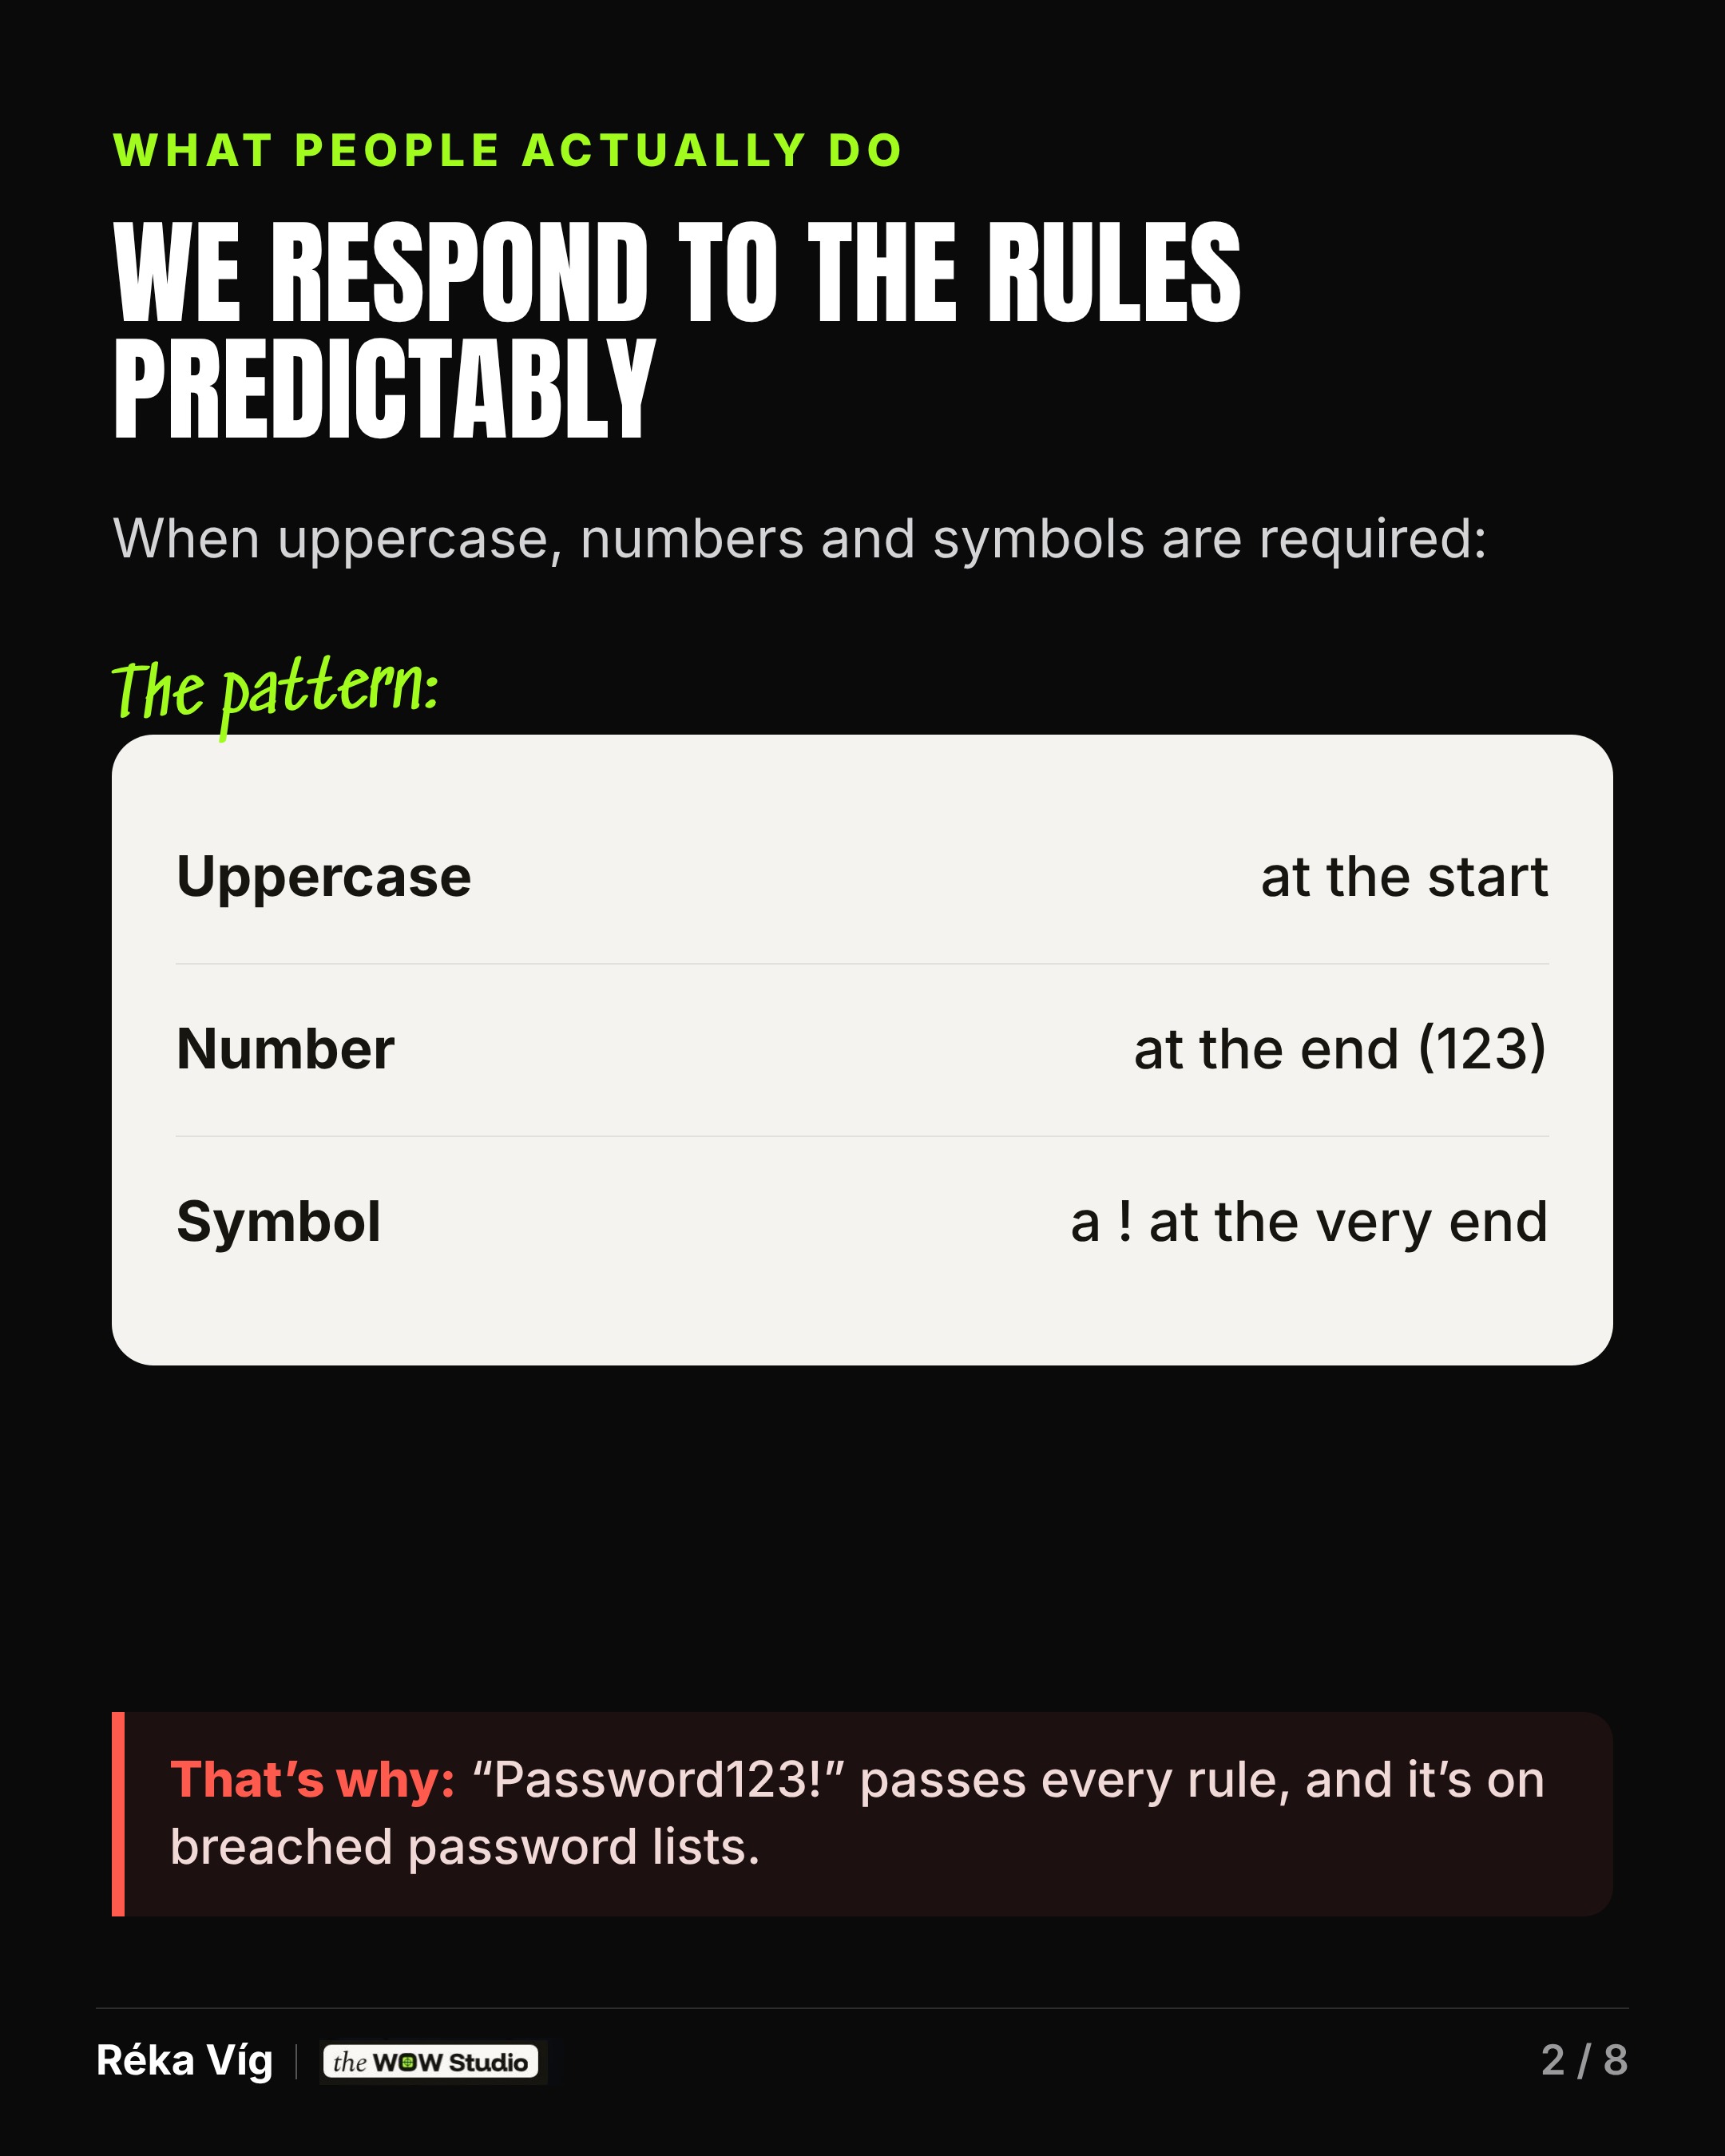 WHAT PEOPLE ACTUALLY DO
WE RESPOND TO THE RULES
PREDICTABLY
When uppercase, numbers and symbols are required:
The pattern:
Uppercase at the start
Number at the end (123)
Symbol a ! at the very end
That’s why: “Password123!” passes every rule, and it’s on
breached password lists.
Réka Víg the WOW Studio 2 / 8